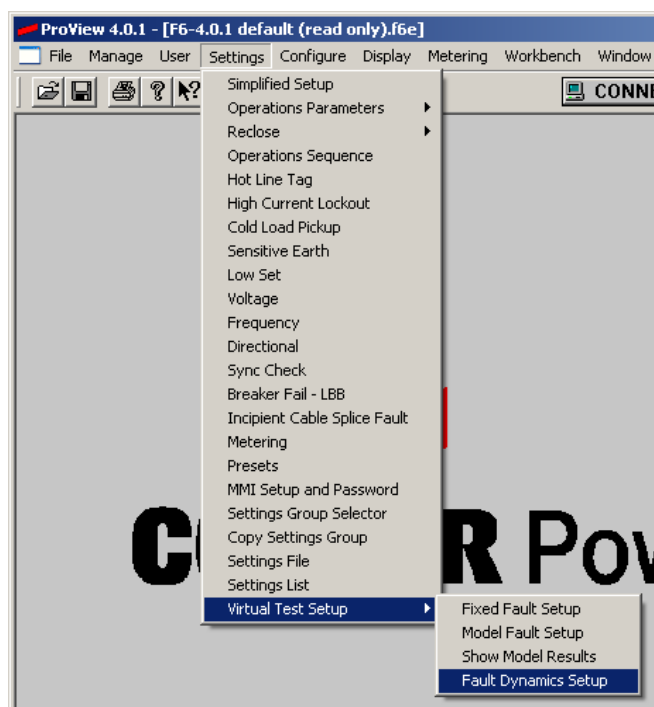 ProView 4.0.1 - [F6-4.0.1 default (read only).f6e]
File Manage User Settings Configure Display Metering Workbench Window
CONNE
Simplified Setup
Operations Parameters
Reclose
Operations Sequence
Hot Line Tag
High Current Lockout
Cold Load Pickup
Sensitive Earth
Low Set
Voltage
Frequency
Directional
Sync Check
Breaker Fail - LBB
Incipient Cable Splice Fault
Metering
Presets
MMI Setup and Password
Settings Group Selector
Copy Settings Group
Settings File
Settings List
Virtual Test Setup
Fixed Fault Setup
Model Fault Setup
Show Model Results
Fault Dynamics Setup
C R Pow